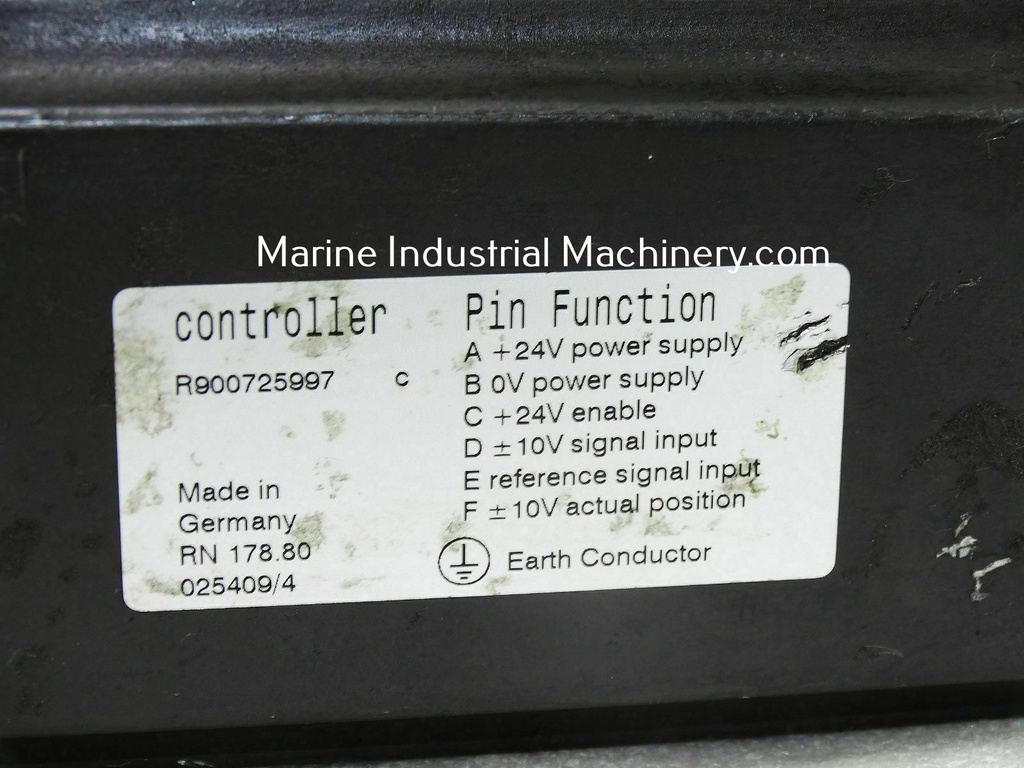 Marine Industrial Machinery.com
controller
R900725997 C
Made in
Germany
RN 178.80
025409/4
Pin Function
A +24V power supply
B 0V power supply
C +24V enable
D ±10V signal input
E reference signal input
F ±10V actual position
Earth Conductor